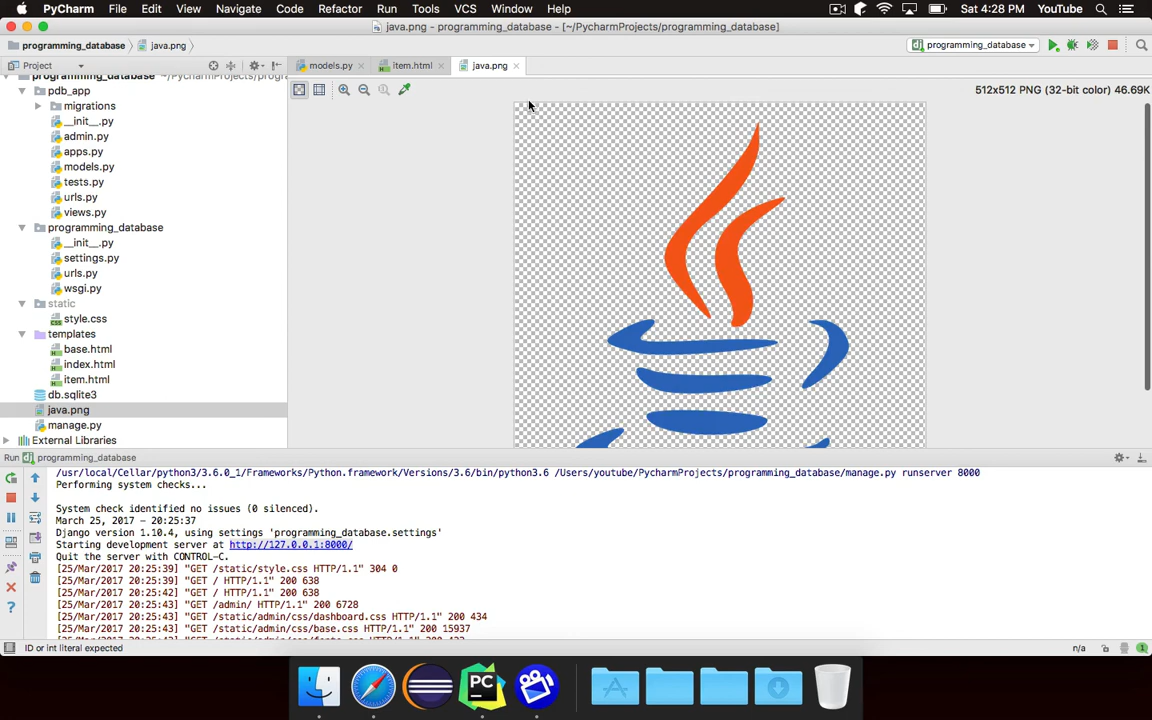 PyCharm File Edit View Navigate Code Refactor Run Tools VCS Window Help Sat 4:28 PM YouTube
java.png - programming_database - [~/PycharmProjects/programming_database]
programming_database java.png programming_database
Project models.py item.html java.png
512x512 PNG (32-bit color) 46.69K
programming_database ~/PycharmProjects/progra
pdb_app
migrations
__init__.py
admin.py
apps.py
models.py
tests.py
urls.py
views.py
programming_database
__init__.py
settings.py
urls.py
wsgi.py
static
style.css
templates
base.html
index.html
item.html
db.sqlite3
java.png
manage.py
External Libraries
Run programming_database
/usr/local/Cellar/python3/3.6.0_1/Frameworks/Python.framework/Versions/3.6/bin/python3.6 /Users/youtube/PycharmProjects/programming_database/manage.py runserver 8000
Performing system checks...
System check identified no issues (0 silenced).
March 25, 2017 - 20:25:37
Django version 1.10.4, using settings 'programming_database.settings'
Starting development server at http://127.0.0.1:8000/
Quit the server with CONTROL-C.
[25/Mar/2017 20:25:39] "GET /static/style.css HTTP/1.1" 304 0
[25/Mar/2017 20:25:39] "GET / HTTP/1.1" 200 638
[25/Mar/2017 20:25:42] "GET / HTTP/1.1" 200 638
[25/Mar/2017 20:25:43] "GET /admin/ HTTP/1.1" 200 6728
[25/Mar/2017 20:25:43] "GET /static/admin/css/dashboard.css HTTP/1.1" 200 434
[25/Mar/2017 20:25:43] "GET /static/admin/css/base.css HTTP/1.1" 200 15937
ID or int literal expected n/a 1
PC